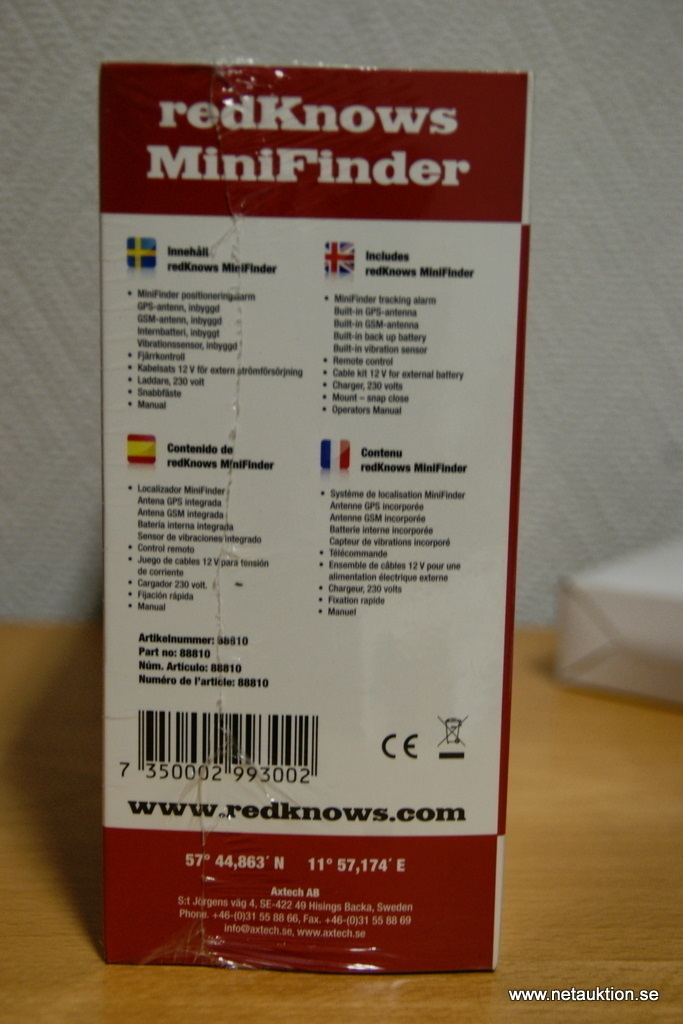 redKnows
MiniFinder
Innehåll
redKnows MiniFinder
• MiniFinder positioneringalarm
GPS-antenn, inbyggd
GSM-antenn, inbyggd
Internbatteri, inbyggt
Vibrationssensor, inbyggd
• Fjärrkontroll
• Kabelsats 12 V för extern strömförsörjning
• Laddare, 230 volt
• Snabbfäste
• Manual
Includes
redKnows MiniFinder
• MiniFinder tracking alarm
Built-in GPS-antenna
Built-in GSM-antenna
Built-in back up battery
Built-in vibration sensor
• Remote control
• Cable kit 12 V for external battery
• Charger, 230 volts
• Mount – snap close
• Operators Manual
Contenido de
redKnows MiniFinder
• Localizador MiniFinder
Antena GPS integrada
Antena GSM integrada
Batería interna integrada
Sensor de vibraciones integrado
• Control remoto
• Juego de cables 12 V para tensión
de corriente
• Cargador 230 volt.
• Fijación rápida
• Manual
Contenu
redKnows MiniFinder
• Système de localisation MiniFinder
Antenne GPS incorporée
Antenne GSM incorporée
Batterie interne incorporée
Capteur de vibrations incorporé
• Télécommande
• Ensemble de câbles 12 V pour une
alimentation électrique externe
• Chargeur, 230 volts
• Fixation rapide
• Manuel
Artikelnummer: 88810
Part no: 88810
Núm. Artículo: 88810
Numéro de l'article: 88810
7 350002 993002
CE
www.redknows.com
57° 44,863´ N 11° 57,174´ E
Axtech AB
S:t Jörgens väg 4, SE-422 49 Hisings Backa, Sweden
Phone. +46-(0)31 55 88 66, Fax. +46-(0)31 55 88 69
info@axtech.se, www.axtech.se
www.netauktion.se